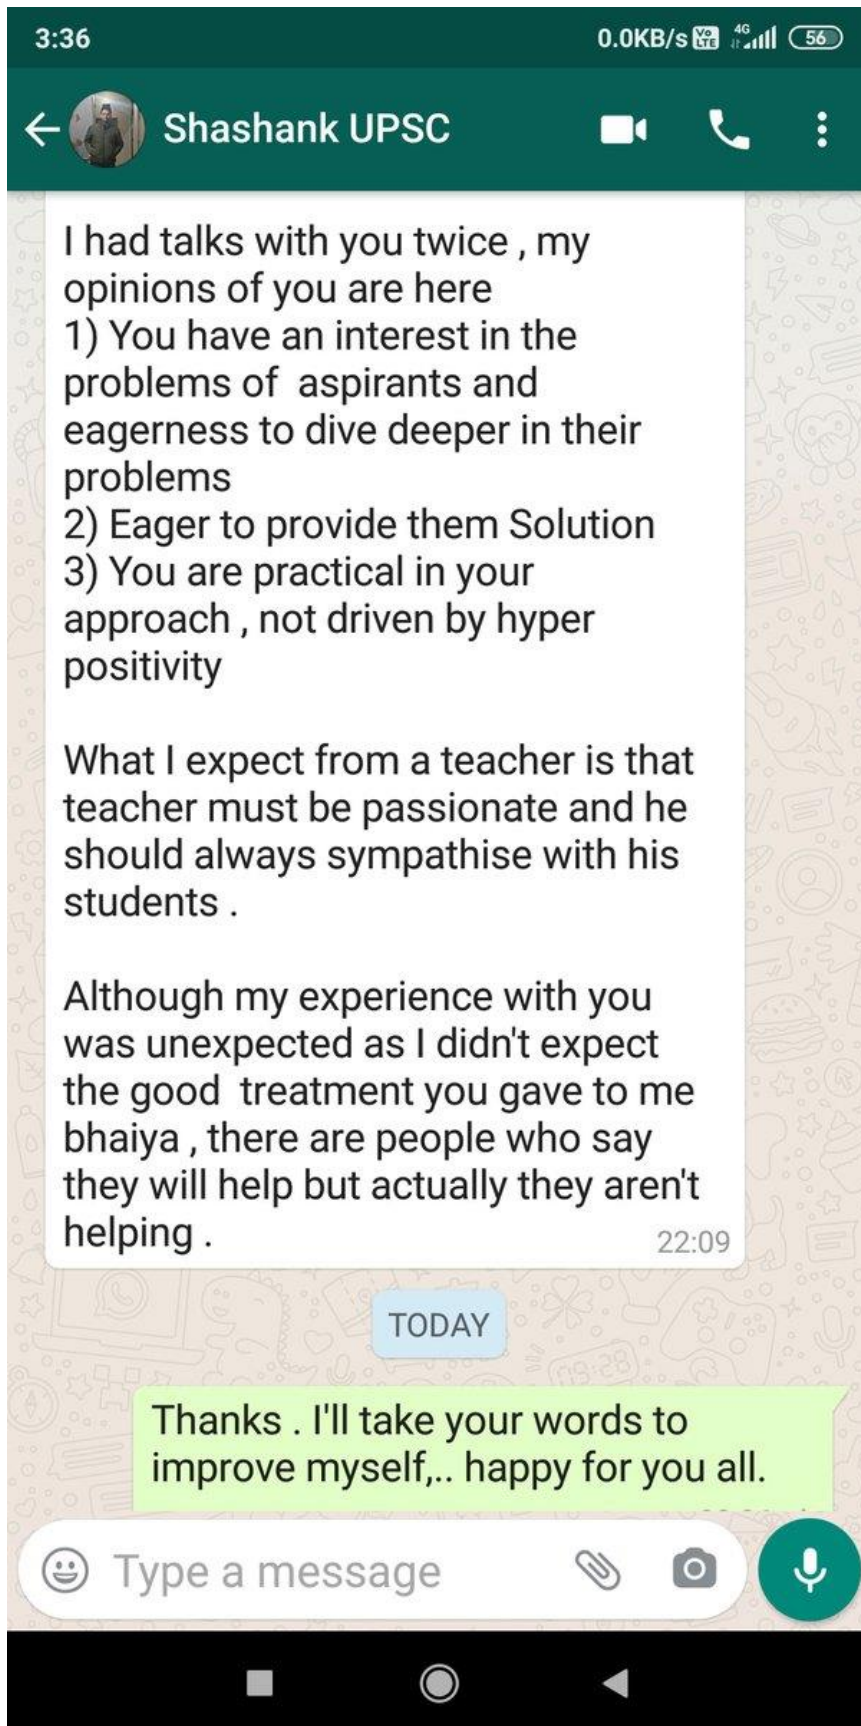 3:36 0.0KB/s Vo LTE 4G 56
Shashank UPSC
I had talks with you twice , my
opinions of you are here
1) You have an interest in the
problems of  aspirants and
eagerness to dive deeper in their
problems
2) Eager to provide them Solution
3) You are practical in your
approach , not driven by hyper
positivity
What I expect from a teacher is that
teacher must be passionate and he
should always sympathise with his
students .
Although my experience with you
was unexpected as I didn't expect
the good  treatment you gave to me
bhaiya , there are people who say
they will help but actually they aren't
helping .
22:09
TODAY
Thanks . I'll take your words to
improve myself,.. happy for you all.
Type a message